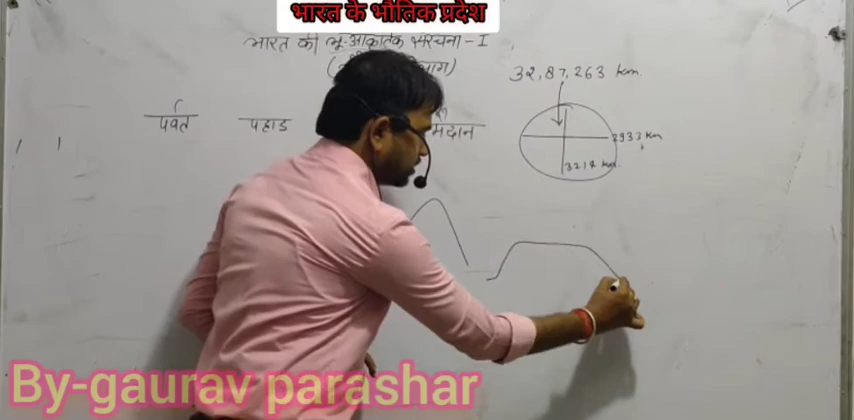 भारत के भौतिक प्रदेश
भारत की भू-आकृतिक संरचना - I
32,87,263 km.
पर्वत पहाड मैदान
2933 km
3214 km.
By-gaurav parashar